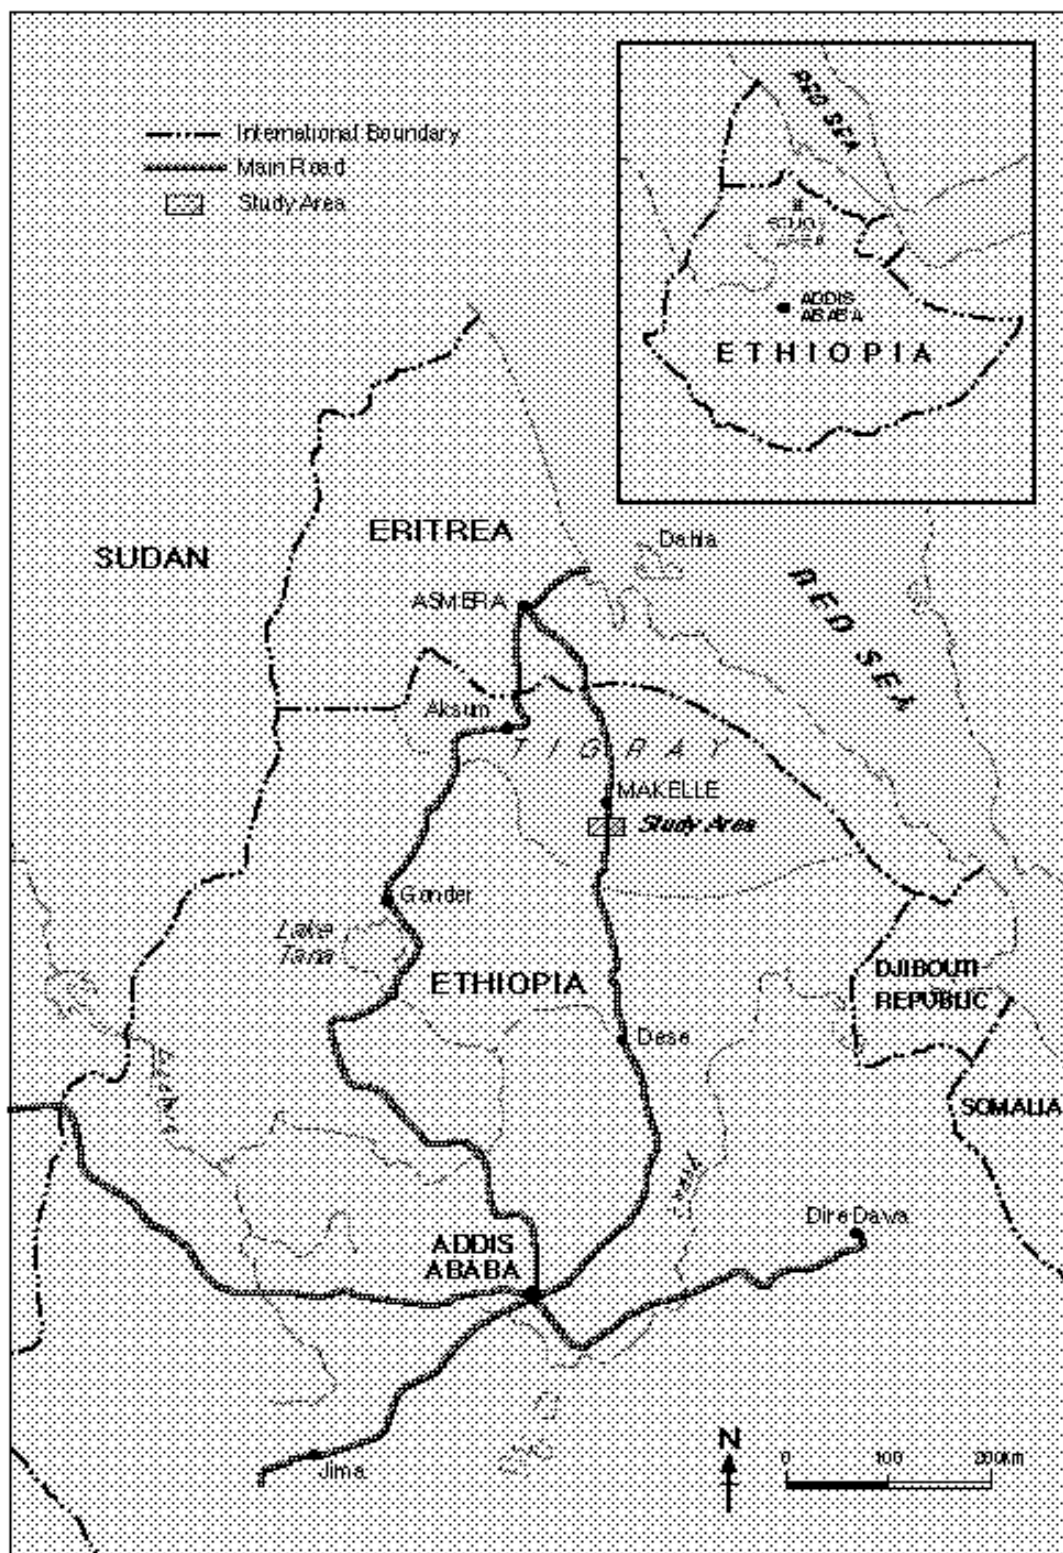 International Boundary
Main Road
Study Area
RED SEA
STUDY
AREA
ADDIS
ABABA
ETHIOPIA
SUDAN
ERITREA
Dahla
ASMERA
RED SEA
Aksum
TIGRAY
MAKELLE
Study Area
Gonder
Lake
Tana
ETHIOPIA
DJIBOUTI
REPUBLIC
Dese
SOMALIA
Dire Dawa
ADDIS
ABABA
Jima
N
0 100 200km